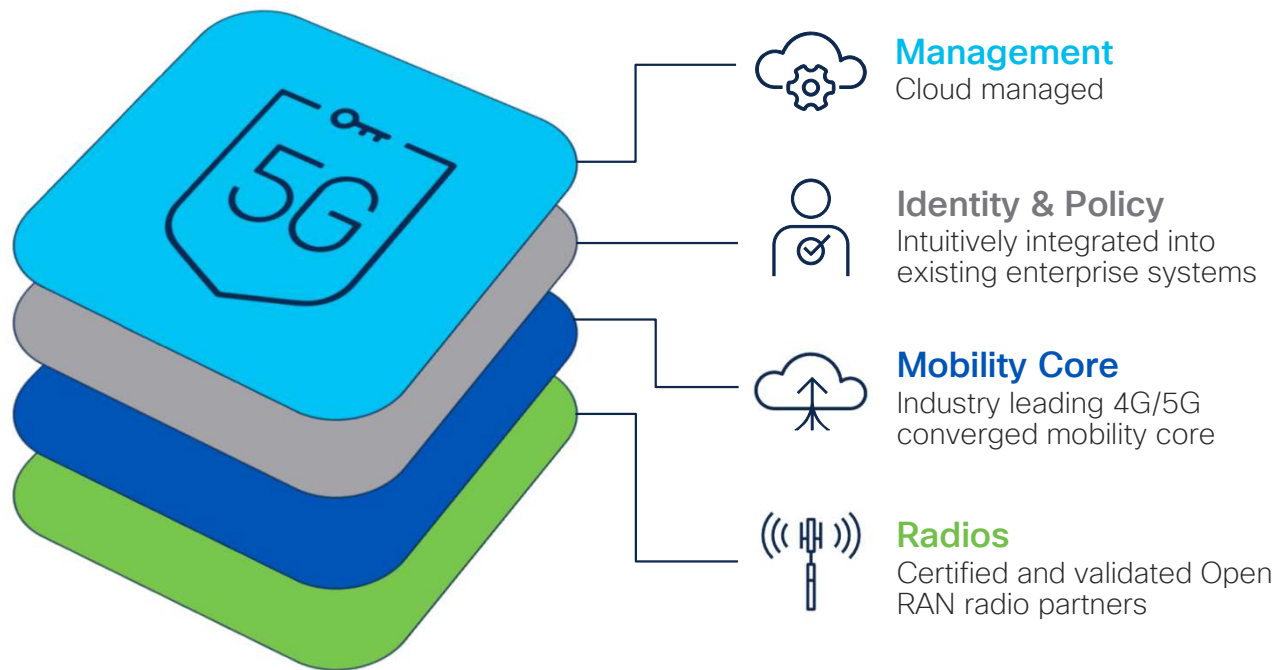 5G
Management
Cloud managed
Identity & Policy
Intuitively integrated into
existing enterprise systems
Mobility Core
Industry leading 4G/5G
converged mobility core
Radios
Certified and validated Open
RAN radio partners